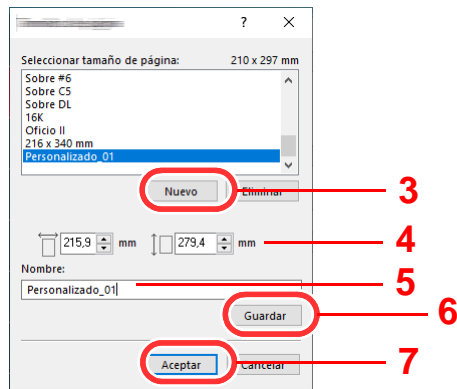 ? ×
Seleccionar tamaño de página: 210 x 297 mm
Sobre #6
Sobre C5
Sobre DL
16K
Oficio II
216 x 340 mm
Personalizado_01
Nuevo Eliminar 3
215,9 mm 279,4 mm 4
Nombre:
Personalizado_01 5
Guardar 6
Aceptar Cancelar 7